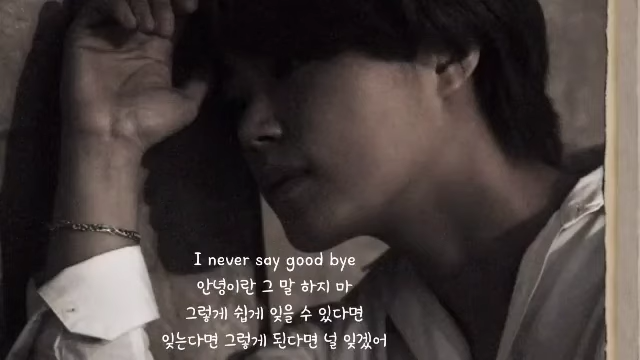 I never say good bye
안녕이란 그 말 하지 마
그렇게 쉽게 잊을 수 있다면
잊는다면 그렇게 된다면 널 잊겠어